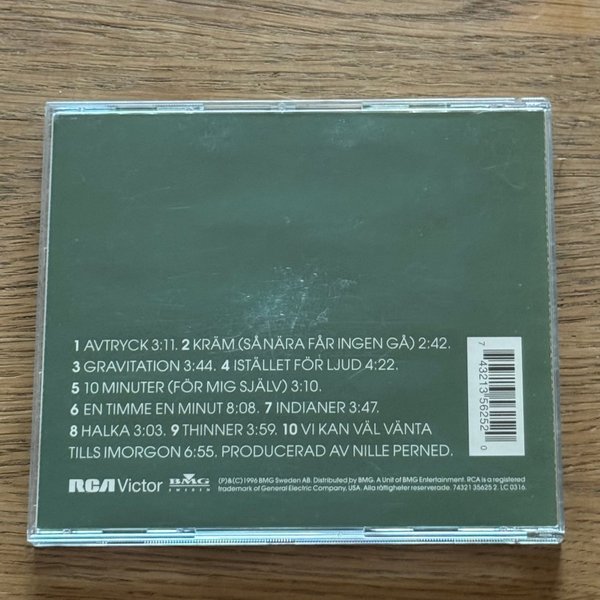 1 AVTRYCK 3:11. 2 KRÄM (SÅ NÄRA FÅR INGEN GÅ) 2:42.
3 GRAVITATION 3:44. 4 ISTÄLLET FÖR LJUD 4:22.
5 10 MINUTER (FÖR MIG SJÄLV) 3:10.
6 EN TIMME EN MINUT 8:08. 7 INDIANER 3:47.
8 HALKA 3:03. 9 THINNER 3:59. 10 VI KAN VÄL VÄNTA
TILLS IMORGON 6:55. PRODUCERAD AV NILLE PERNED.
7 43213 56252 0
RCA Victor
BMG
SWEDEN
(P)&(C) 1996 BMG Sweden AB. Distributed by BMG. A Unit of BMG Entertainment. RCA is a registered
trademark of General Electric Company, USA. Alla rättigheter reserverade. 74321 35625 2. LC 0316.